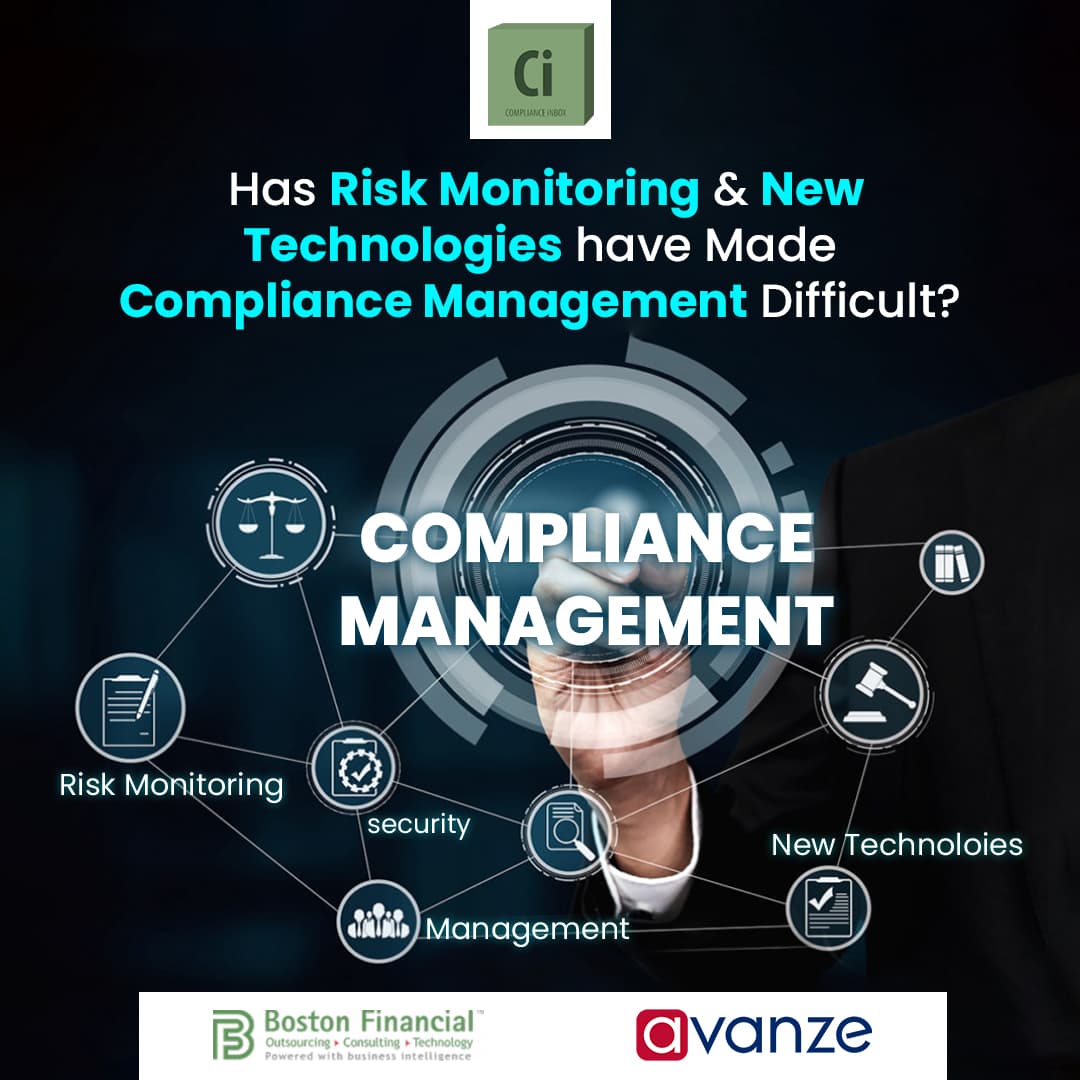 Ci
COMPLIANCE INBOX
Has Risk Monitoring & New
Technologies have Made
Compliance Management Difficult?
COMPLIANCE
MANAGEMENT
Risk Monitoring
security
New Technoloies
Management
Boston Financial™
Outsourcing ▸ Consulting ▸ Technology
Powered with business intelligence
avanze